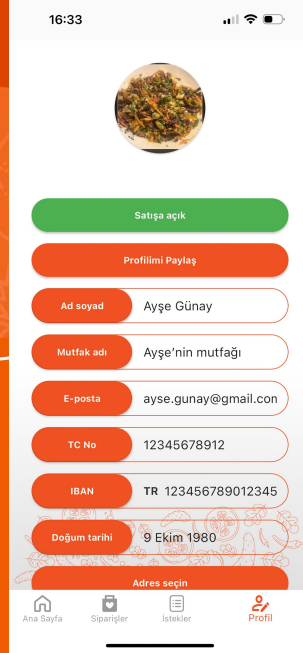 16:33
Satışa açık
Profilimi Paylaş
Ad soyad Ayşe Günay
Mutfak adı Ayşe’nin mutfağı
E-posta ayse.gunay@gmail.con
TC No 12345678912
IBAN TR 123456789012345
Doğum tarihi 9 Ekim 1980
Adres seçin
Ana Sayfa Siparişler İstekler Profil